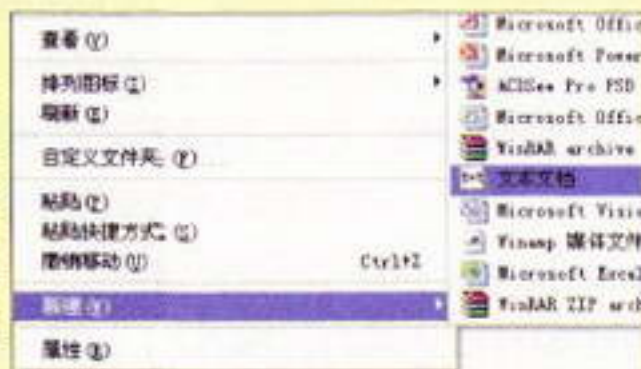 查看(V)
排列图标(I)
刷新(E)
自定义文件夹(F)...
粘贴(P)
粘贴快捷方式(S)
撤销移动(U) Ctrl+Z
新建(W)
属性(R)
Microsoft Offic
Microsoft Power
ACDSee Pro PSD
Microsoft Offic
WinRAR archive
文本文档
Microsoft Visio
Winamp 媒体文件
Microsoft Excel
WinRAR ZIP arch